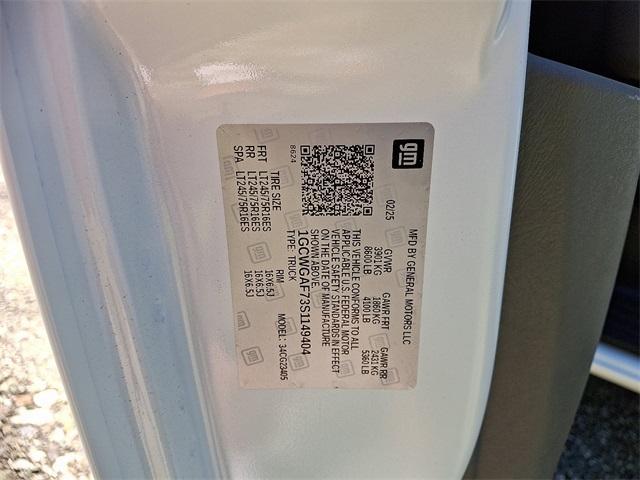 gm
MFD BY GENERAL MOTORS LLC
02/25
GVWR GAWR FRT GAWR RR
3901 KG 1860 KG 2431 KG
8600 LB 4100 LB 5360 LB
THIS VEHICLE CONFORMS TO ALL
APPLICABLE U.S. FEDERAL MOTOR
VEHICLE SAFETY STANDARDS IN EFFECT
ON THE DATE OF MANUFACTURE
SHOWN ABOVE.
1GCWGAF73S1149404
TYPE: TRUCK MODEL: 34CG23405
8624
TIRE SIZE RIM
FRT LT245/75R16ES 16X6.5J
RR LT245/75R16ES 16X6.5J
SPA LT245/75R16ES 16X6.5J